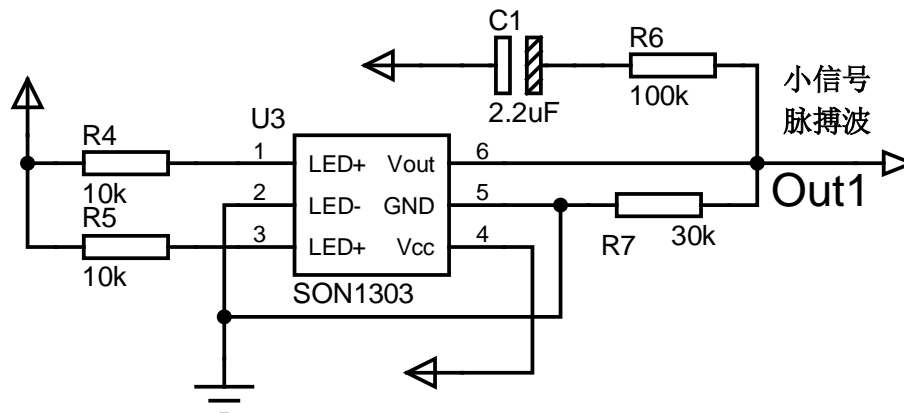 C1
R6
2.2uF
100k
小信号
脉搏波
U3
R4
10k
R5
10k
1
2
3
LED+
LED-
LED+
Vout
GND
Vcc
6
5
4
SON1303
R7
30k
Out1